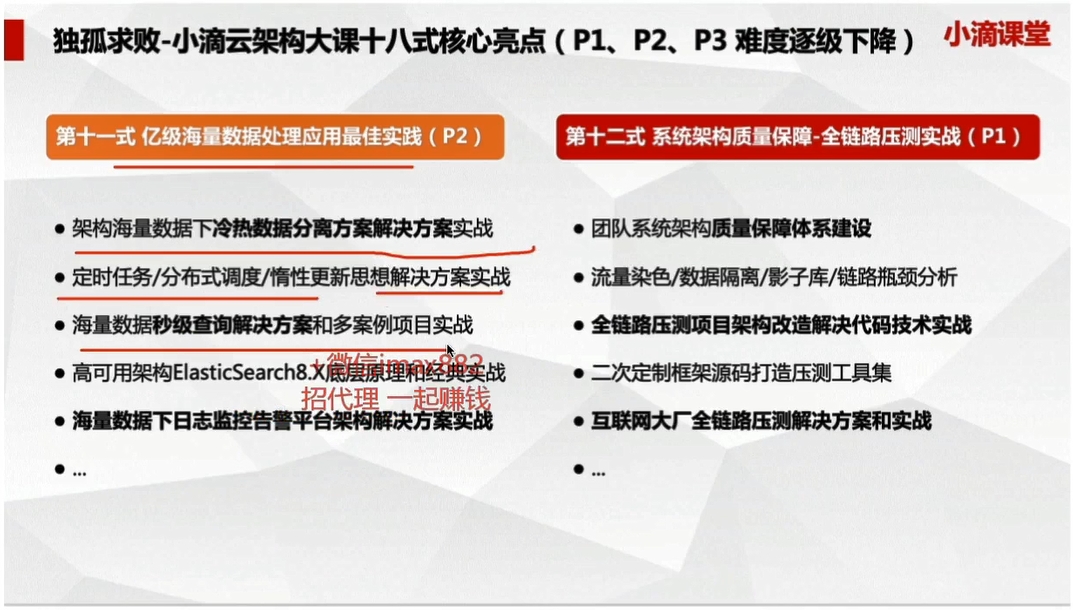 独孤求败-小滴云架构大课十八式核心亮点（P1、P2、P3 难度逐级下降）
小滴课堂
第十一式 亿级海量数据处理应用最佳实践（P2）
● 架构海量数据下冷热数据分离方案解决方案实战
● 定时任务/分布式调度/惰性更新思想解决方案实战
● 海量数据秒级查询解决方案和多案例项目实战
● 高可用架构ElasticSearch8.X底层原理和经典实战
● 海量数据下日志监控告警平台架构解决方案实战
● ...
第十二式 系统架构质量保障-全链路压测实战（P1）
● 团队系统架构质量保障体系建设
● 流量染色/数据隔离/影子库/链路瓶颈分析
● 全链路压测项目架构改造解决代码技术实战
● 二次定制框架源码打造压测工具集
● 互联网大厂全链路压测解决方案和实战
● ...
+微信imax882
招代理 一起赚钱